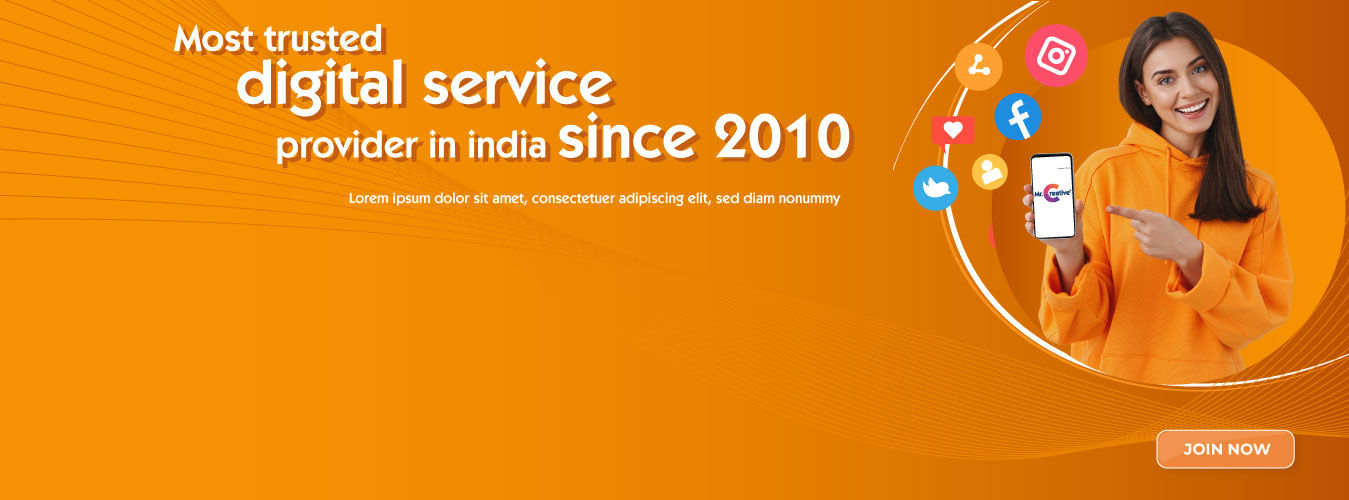 Most trusted
digital service
provider in india since 2010
Lorem ipsum dolor sit amet, consectetuer adipiscing elit, sed diam nonummy
Mr. Creative
JOIN NOW